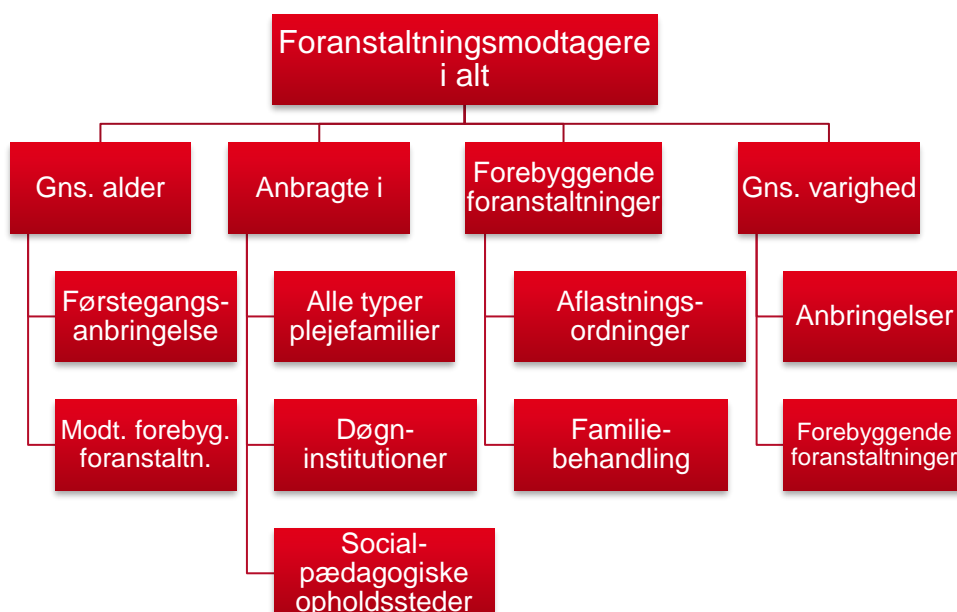 Foranstaltningsmodtagere
i alt
Gns. alder
Førstegangs-
anbringelse
Modt. forebyg.
foranstaltn.
Anbragte i
Alle typer
plejefamilier
Døgn-
institutioner
Social-
pædagogiske
opholdssteder
Forebyggende
foranstaltninger
Aflastnings-
ordninger
Familie-
behandling
Gns. varighed
Anbringelser
Forebyggende
foranstaltninger